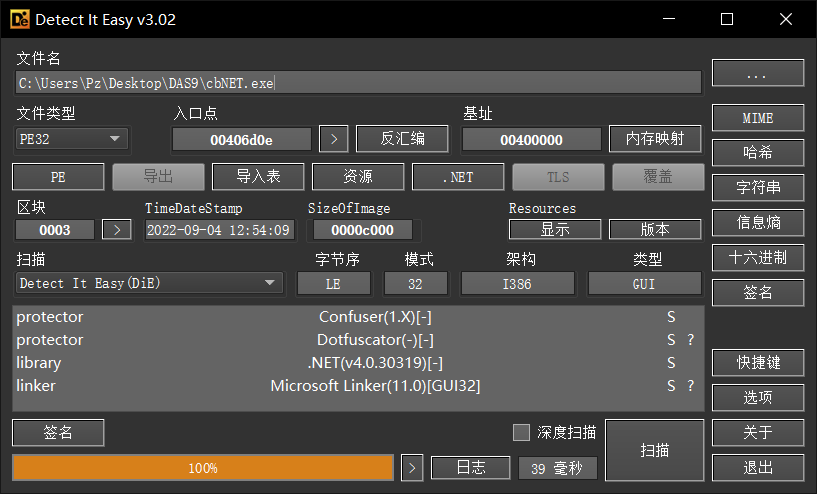 Detect It Easy v3.02
文件名
C:\Users\Pz\Desktop\DAS9\cbNET.exe
...
文件类型 入口点 基址
PE32 00406d0e > 反汇编 00400000 内存映射 MIME
哈希
PE 导出 导入表 资源 .NET TLS 覆盖
字符串
区块 TimeDateStamp SizeOfImage Resources
0003 > 2022-09-04 12:54:09 0000c000 显示 版本 信息熵
扫描 字节序 模式 架构 类型 十六进制
Detect It Easy(DiE) LE 32 I386 GUI 签名
protector Confuser(1.X)[-] S
protector Dotfuscator(-)[-] S ?
library .NET(v4.0.30319)[-] S
快捷键
linker Microsoft Linker(11.0)[GUI32] S ?
选项
签名 深度扫描 扫描 关于
100% > 日志 39 毫秒 退出